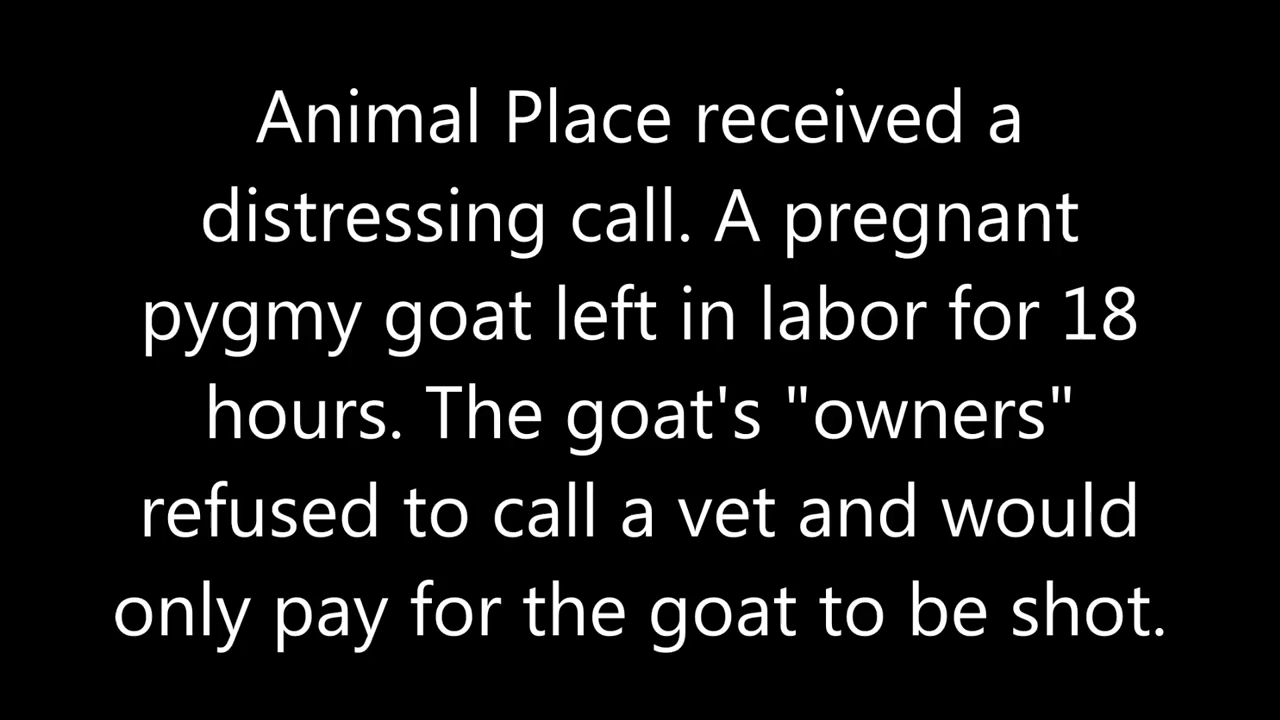 Animal Place received a
distressing call. A pregnant
pygmy goat left in labor for 18
hours. The goat's "owners"
refused to call a vet and would
only pay for the goat to be shot.